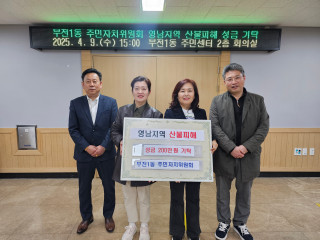 부전1동 주민자치위원회 영남지역 산불피해 성금 기탁
2025. 4. 9.(수) 15:00 부전1동 주민센터 2층 회의실
영남지역 산불피해
성금 200만원 기탁
부전1동 주민자치위원회